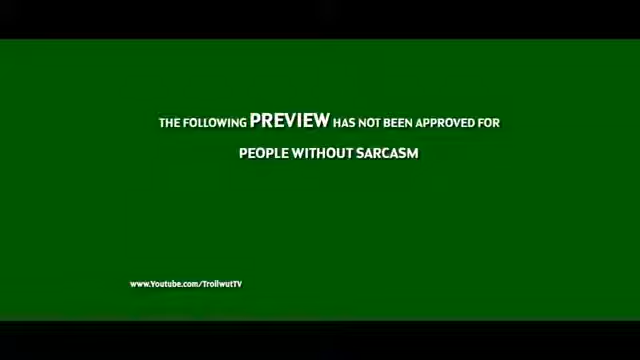 THE FOLLOWING PREVIEW HAS NOT BEEN APPROVED FOR
PEOPLE WITHOUT SARCASM
www.Youtube.com/TrollwutTV